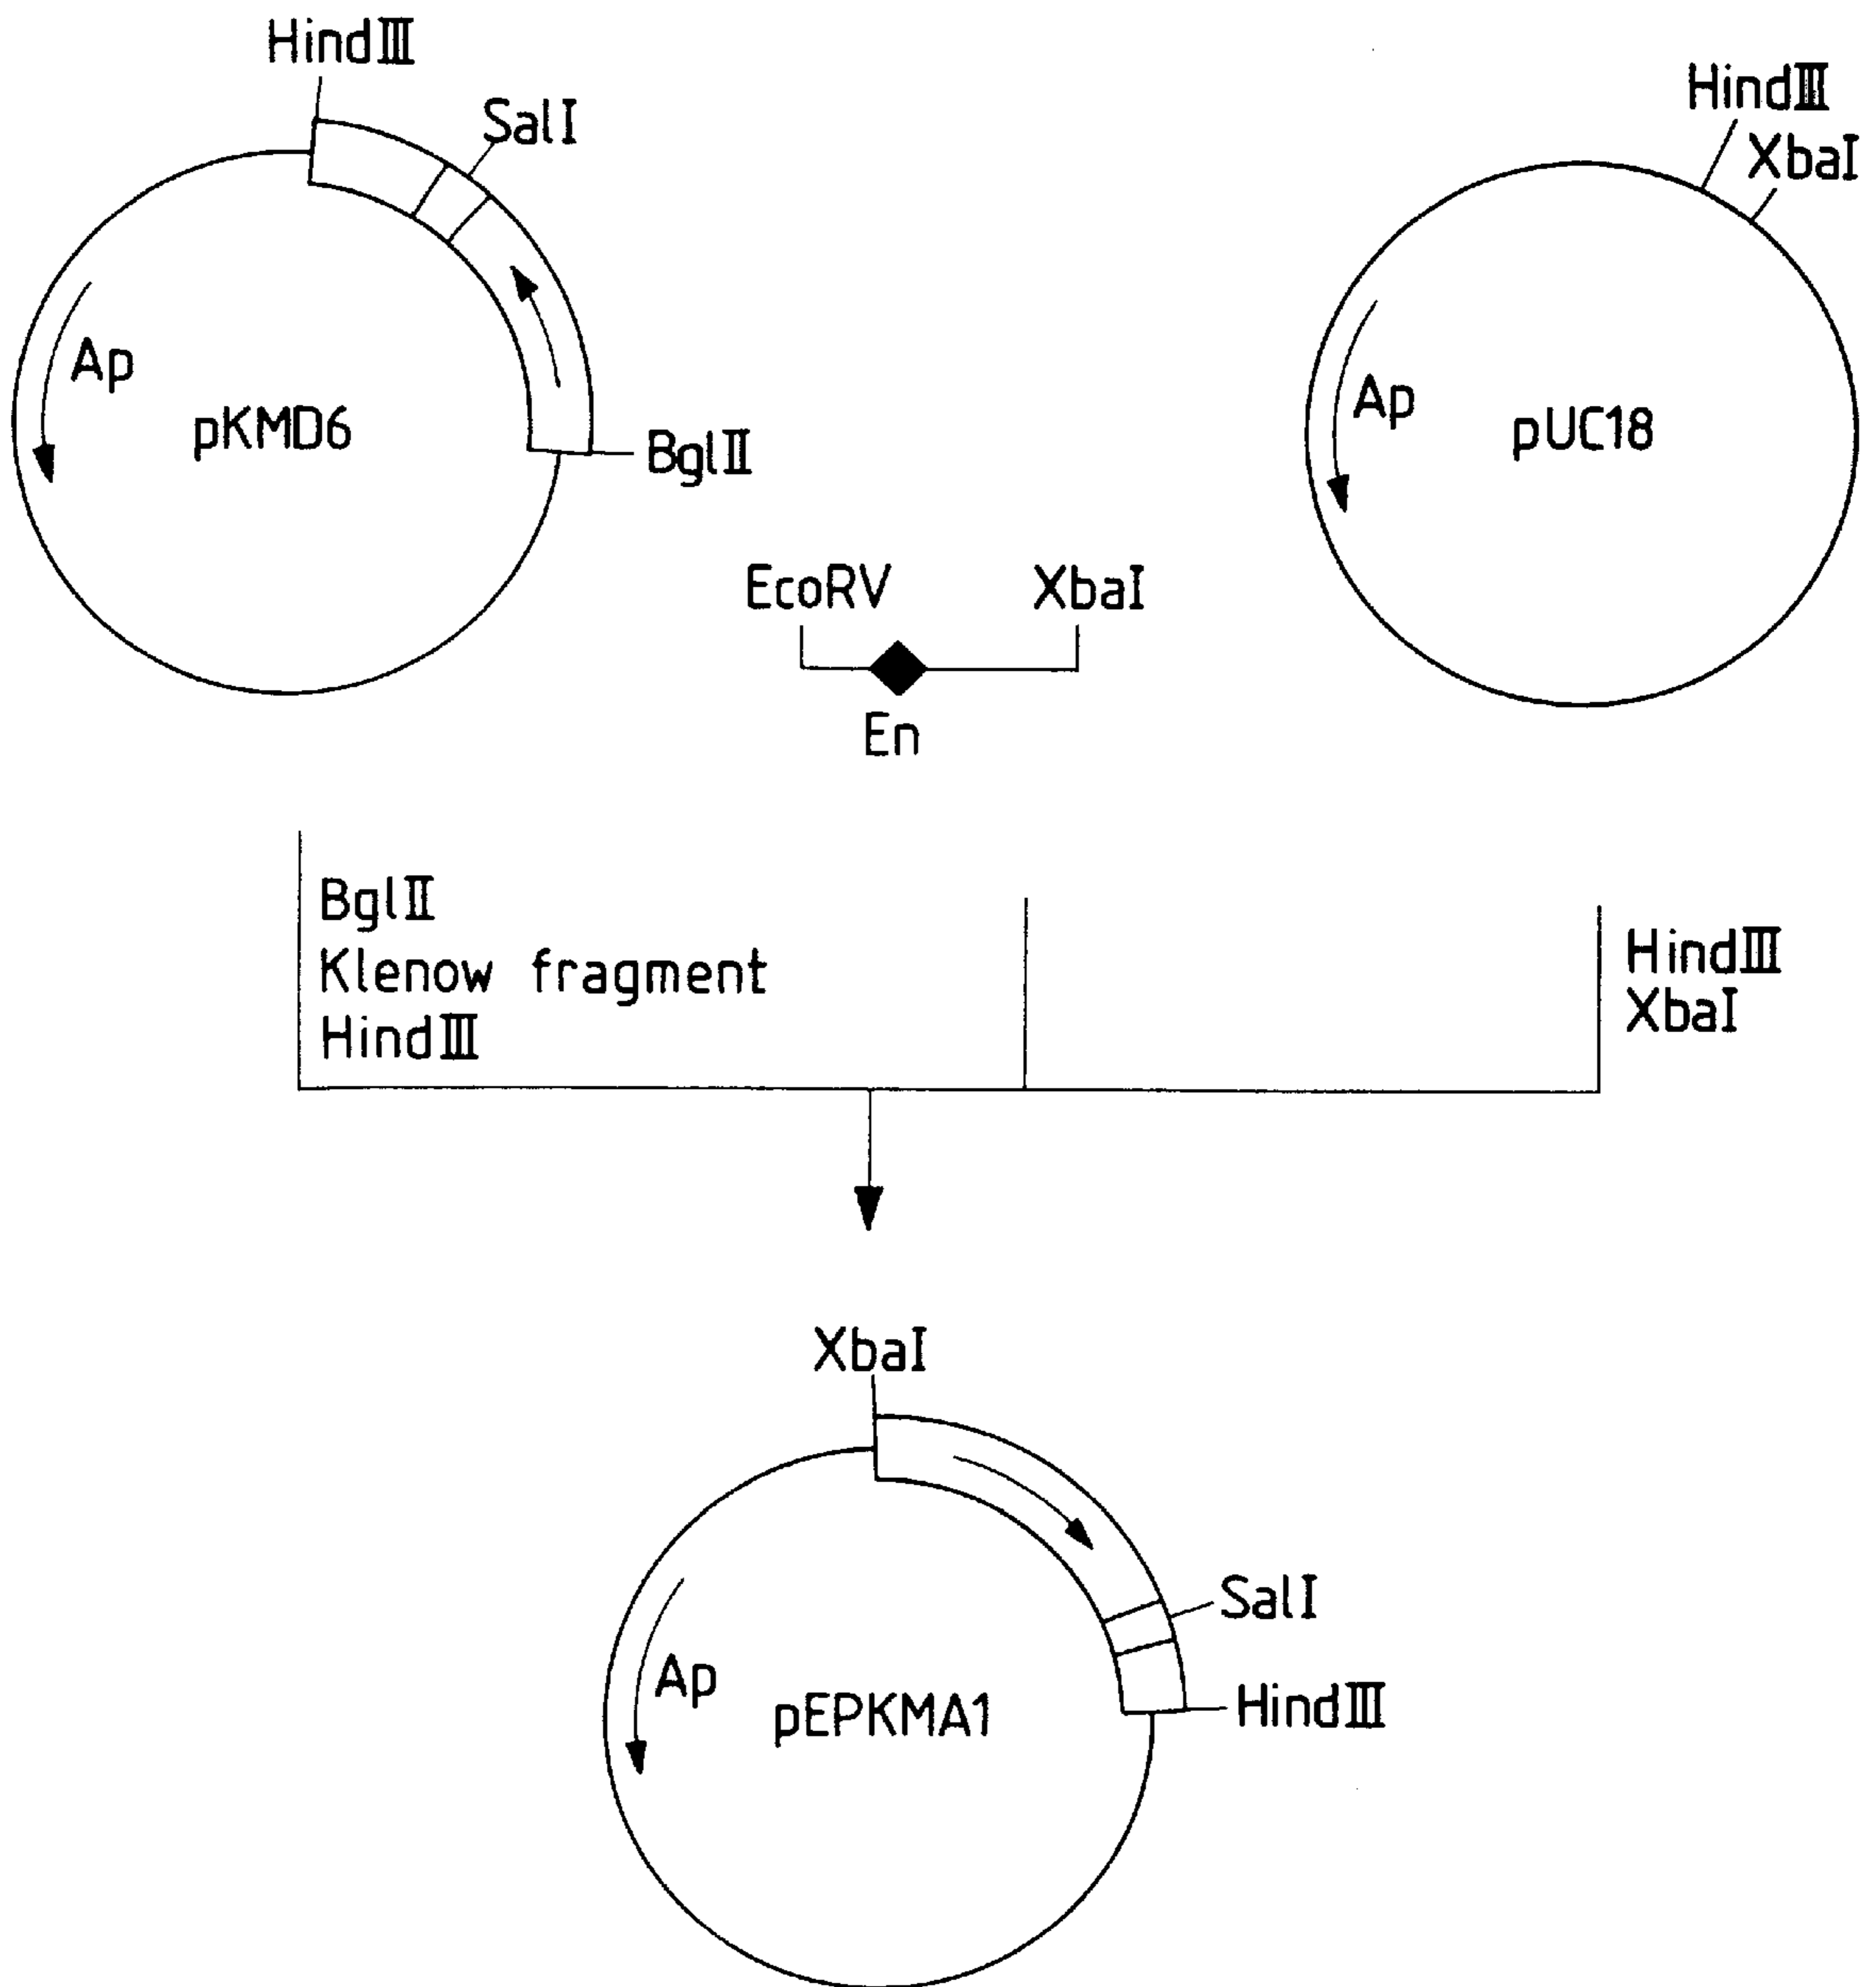 HindIII
SalI
Ap
pKMD6
BglII
HindIII
XbaI
Ap
pUC18
EcoRV
XbaI
En
BglII
Klenow fragment
HindIII
HindIII
XbaI
XbaI
SalI
Ap
pEPKMA1
HindIII